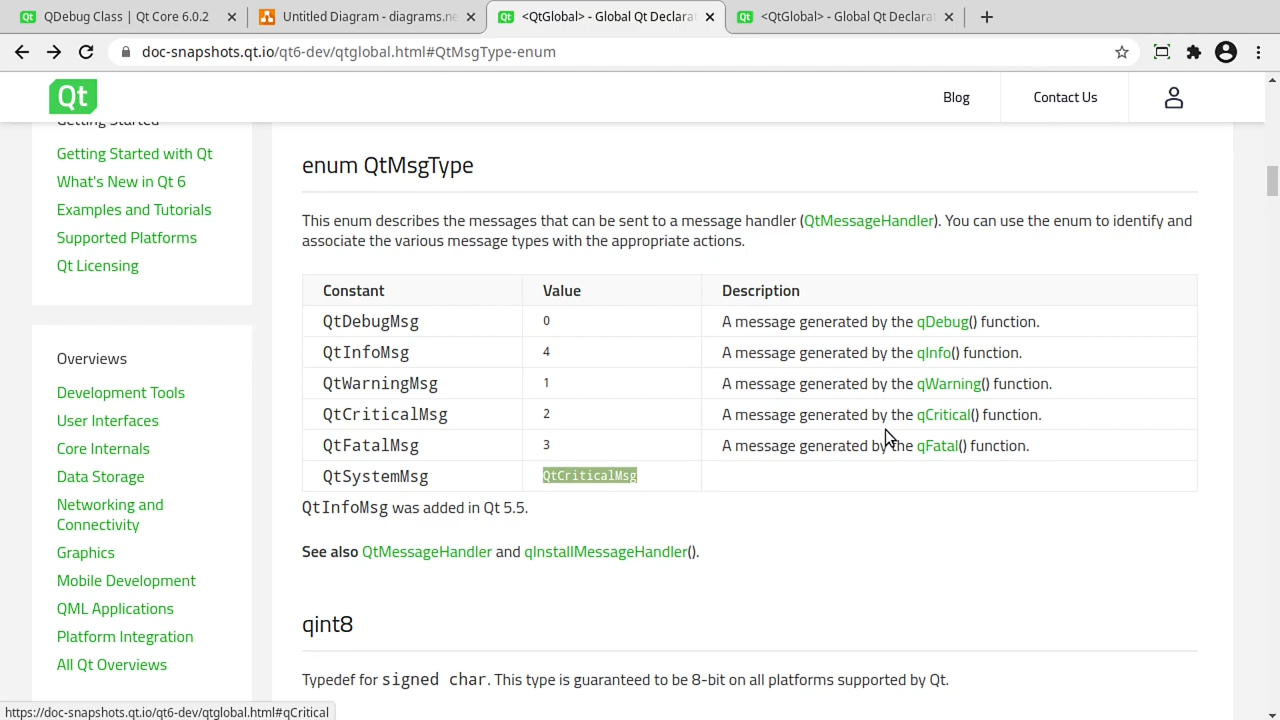 QDebug Class | Qt Core 6.0.2
Untitled Diagram - diagrams.ne
<QtGlobal> - Global Qt Declarat
<QtGlobal> - Global Qt Declarat
doc-snapshots.qt.io/qt6-dev/qtglobal.html#QtMsgType-enum
Qt
Blog
Contact Us
Getting Started
Getting Started with Qt
What's New in Qt 6
Examples and Tutorials
Supported Platforms
Qt Licensing
Overviews
Development Tools
User Interfaces
Core Internals
Data Storage
Networking and
Connectivity
Graphics
Mobile Development
QML Applications
Platform Integration
All Qt Overviews
enum QtMsgType
This enum describes the messages that can be sent to a message handler (QtMessageHandler). You can use the enum to identify and
associate the various message types with the appropriate actions.
Constant Value Description
QtDebugMsg 0 A message generated by the qDebug() function.
QtInfoMsg 4 A message generated by the qInfo() function.
QtWarningMsg 1 A message generated by the qWarning() function.
QtCriticalMsg 2 A message generated by the qCritical() function.
QtFatalMsg 3 A message generated by the qFatal() function.
QtSystemMsg QtCriticalMsg
QtInfoMsg was added in Qt 5.5.
See also QtMessageHandler and qInstallMessageHandler().
qint8
Typedef for signed char. This type is guaranteed to be 8-bit on all platforms supported by Qt.
https://doc-snapshots.qt.io/qt6-dev/qtglobal.html#qCritical